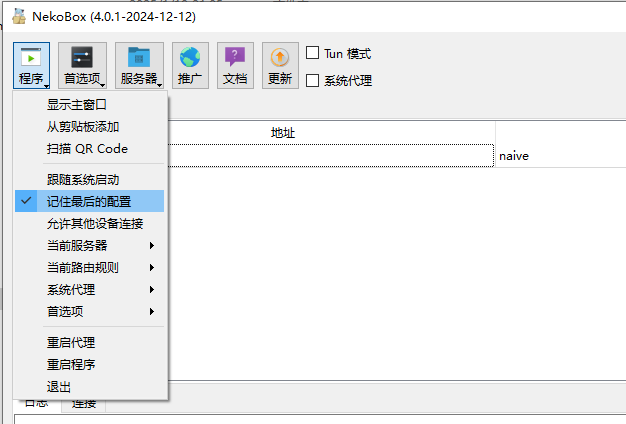 NekoBox (4.0.1-2024-12-12)
程序
首选项
服务器
推广
文档
更新
Tun 模式
系统代理
显示主窗口
从剪贴板添加
扫描 QR Code
地址
naive
跟随系统启动
记住最后的配置
允许其他设备连接
当前服务器
当前路由规则
系统代理
首选项
重启代理
重启程序
退出
日志
连接